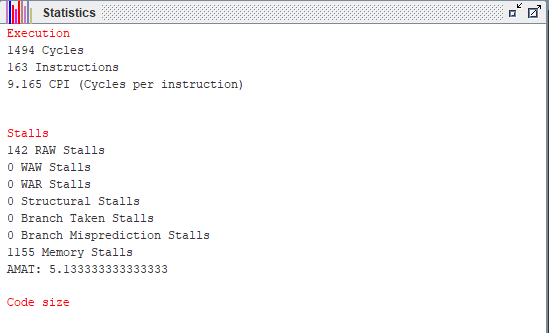 Statistics
Execution
1494 Cycles
163 Instructions
9.165 CPI (Cycles per instruction)
Stalls
142 RAW Stalls
0 WAW Stalls
0 WAR Stalls
0 Structural Stalls
0 Branch Taken Stalls
0 Branch Misprediction Stalls
1155 Memory Stalls
AMAT: 5.133333333333333
Code size